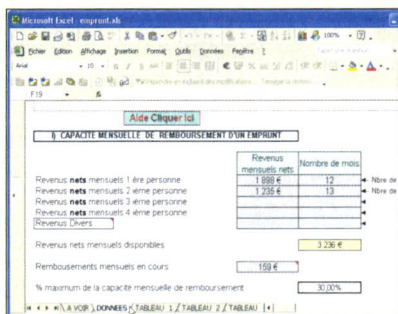 Microsoft Excel - emprunt.xls
Fichier Edition Affichage Insertion Format Outils Données Fenêtre ?
Arial 10 G I S
100%
F19
Aide Cliquer ici
I) CAPACITE MENSUELLE DE REMBOURSEMENT D'UN EMPRUNT
Revenus mensuels nets Nombre de mois
Revenus nets mensuels 1 ère personne 1 898 € 12 Nbre de
Revenus nets mensuels 2 ème personne 1 235 € 13 Nbre de
Revenus nets mensuels 3 ème personne
Revenus nets mensuels 4 ème personne
Revenus Divers
Revenus nets mensuels disponibles 3 236 €
Remboursements mensuels en cours 159 €
% maximum de la capacité mensuelle de remboursement 30,00%
A VOIR DONNEES TABLEAU 1 TABLEAU 2 TABLEAU